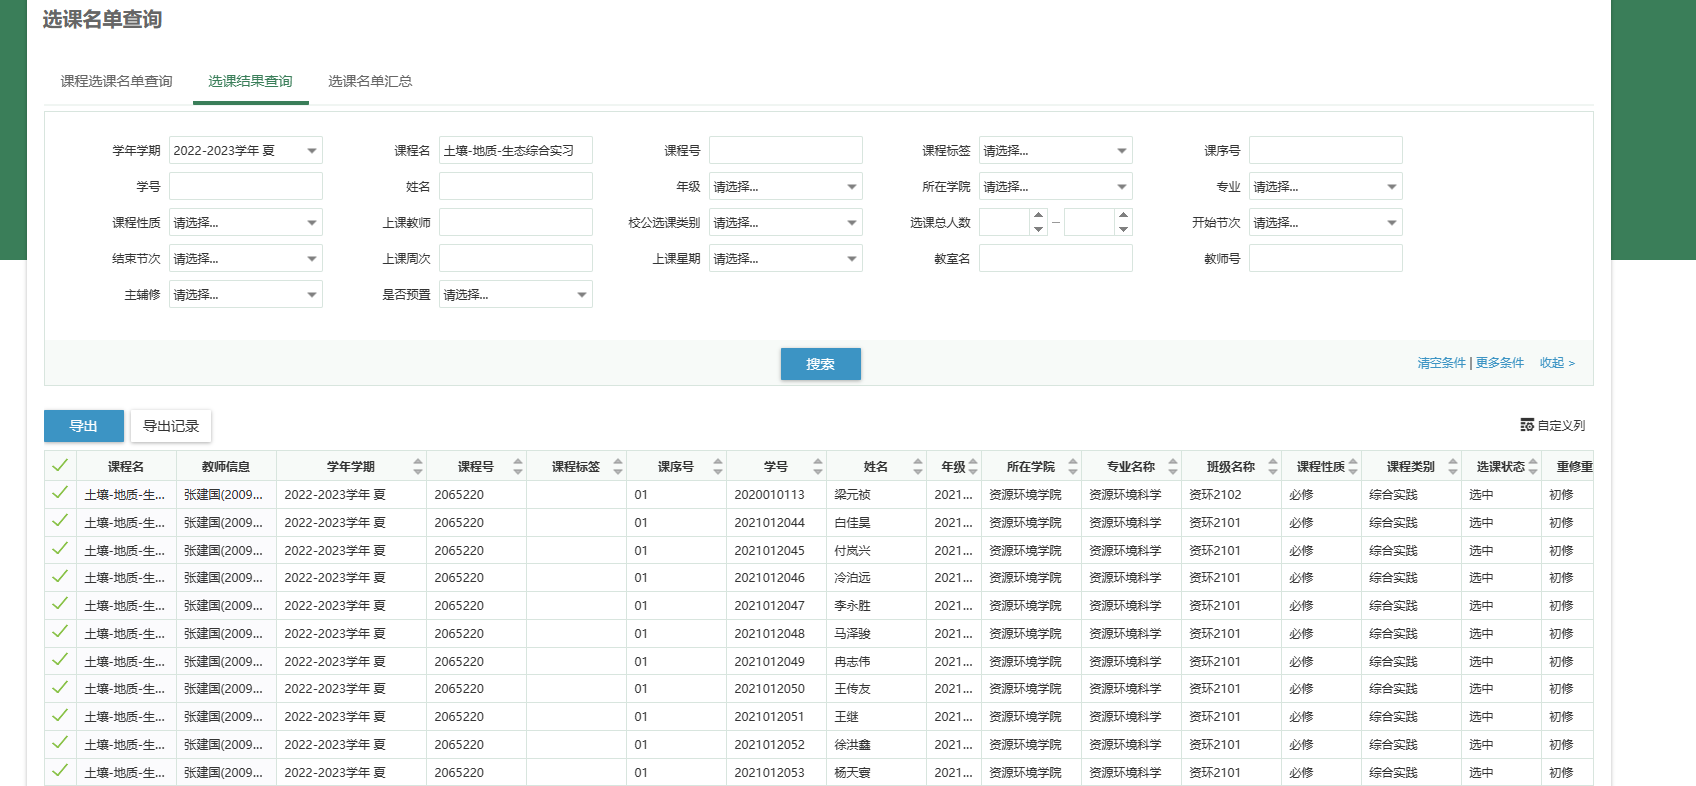 选课名单查询
课程选课名单查询 选课结果查询 选课名单汇总
学年学期 2022-2023学年 夏 课程名 土壤-地质-生态综合实习 课程号 课程标签 请选择... 课序号
学号 姓名 年级 请选择... 所在学院 请选择... 专业 请选择...
课程性质 请选择... 上课教师 校公选课类别 请选择... 选课总人数 – 开始节次 请选择...
结束节次 请选择... 上课周次 上课星期 请选择... 教室名 教师号
主辅修 请选择... 是否预置 请选择...
搜索 清空条件 | 更多条件 收起 >
导出 导出记录 自定义列
课程名 教师信息 学年学期 课程号 课程标签 课序号 学号 姓名 年级 所在学院 专业名称 班级名称 课程性质 课程类别 选课状态 重修重
土壤-地质-生... 张建国(2009... 2022-2023学年 夏 2065220 01 2020010113 梁元祯 2021... 资源环境学院 资源环境科学 资环2102 必修 综合实践 选中 初修
土壤-地质-生... 张建国(2009... 2022-2023学年 夏 2065220 01 2021012044 白佳昊 2021... 资源环境学院 资源环境科学 资环2101 必修 综合实践 选中 初修
土壤-地质-生... 张建国(2009... 2022-2023学年 夏 2065220 01 2021012045 付岚兴 2021... 资源环境学院 资源环境科学 资环2101 必修 综合实践 选中 初修
土壤-地质-生... 张建国(2009... 2022-2023学年 夏 2065220 01 2021012046 冷泊远 2021... 资源环境学院 资源环境科学 资环2101 必修 综合实践 选中 初修
土壤-地质-生... 张建国(2009... 2022-2023学年 夏 2065220 01 2021012047 李永胜 2021... 资源环境学院 资源环境科学 资环2101 必修 综合实践 选中 初修
土壤-地质-生... 张建国(2009... 2022-2023学年 夏 2065220 01 2021012048 马泽骏 2021... 资源环境学院 资源环境科学 资环2101 必修 综合实践 选中 初修
土壤-地质-生... 张建国(2009... 2022-2023学年 夏 2065220 01 2021012049 冉志伟 2021... 资源环境学院 资源环境科学 资环2101 必修 综合实践 选中 初修
土壤-地质-生... 张建国(2009... 2022-2023学年 夏 2065220 01 2021012050 王传友 2021... 资源环境学院 资源环境科学 资环2101 必修 综合实践 选中 初修
土壤-地质-生... 张建国(2009... 2022-2023学年 夏 2065220 01 2021012051 王继 2021... 资源环境学院 资源环境科学 资环2101 必修 综合实践 选中 初修
土壤-地质-生... 张建国(2009... 2022-2023学年 夏 2065220 01 2021012052 徐洪鑫 2021... 资源环境学院 资源环境科学 资环2101 必修 综合实践 选中 初修
土壤-地质-生... 张建国(2009... 2022-2023学年 夏 2065220 01 2021012053 2021... 资源环境学院 资源环境科学 资环2101 必修 综合实践 选中 初修